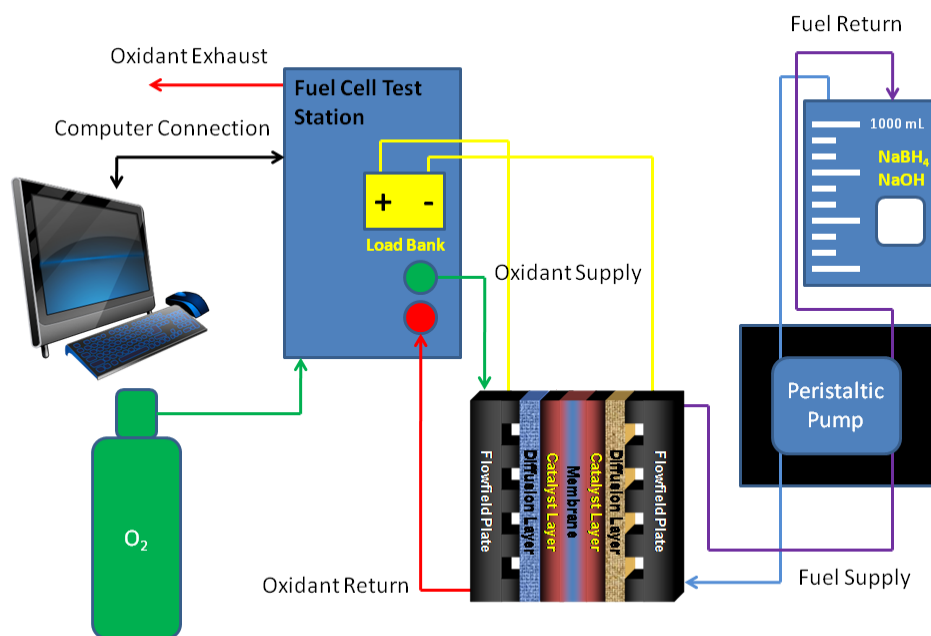 Fuel Return
Oxidant Exhaust
Fuel Cell Test
Station
1000 mL
Computer Connection
NaBH₄
NaOH
+ -
Load Bank
Oxidant Supply
Peristaltic
Pump
Flowfield Plate
Diffusion Layer
Catalyst Layer
Membrane
Catalyst Layer
Diffusion Layer
Flowfield Plate
O₂
Oxidant Return
Fuel Supply